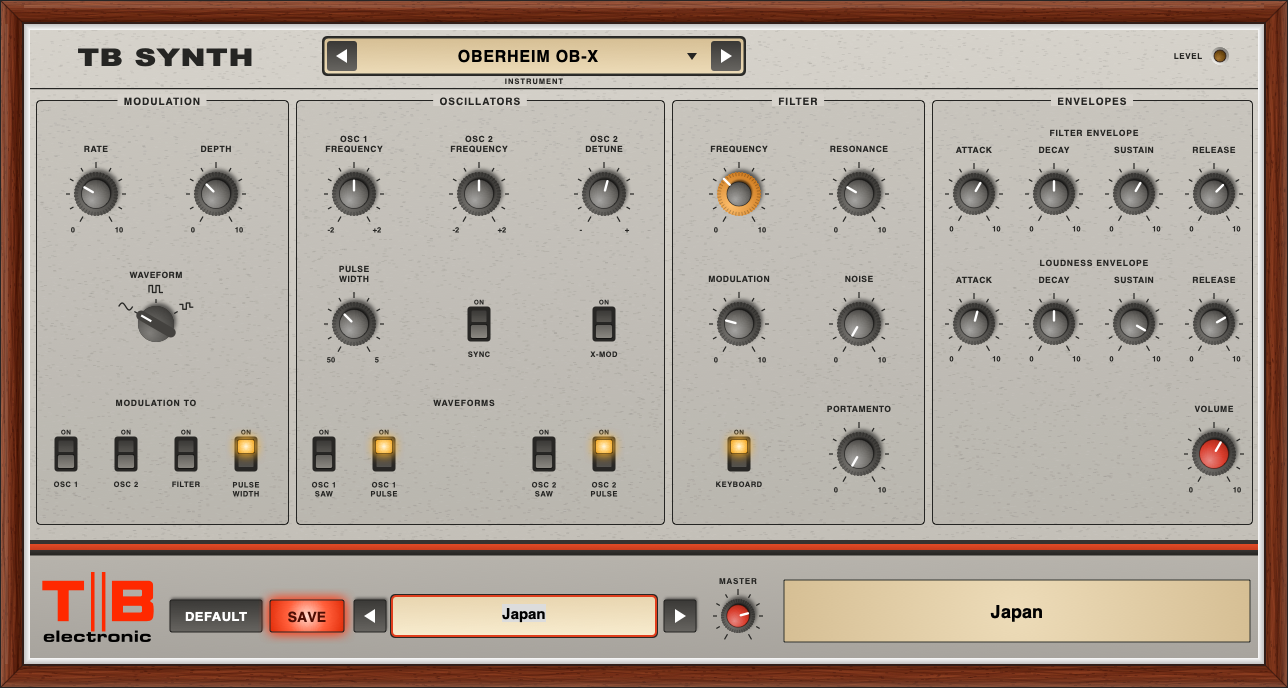 TB SYNTH
OBERHEIM OB-X
INSTRUMENT
LEVEL
MODULATION
RATE
DEPTH
0 10
0 10
WAVEFORM
MODULATION TO
ON ON ON ON
OSC 1
OSC 2
FILTER
PULSE
WIDTH
OSCILLATORS
OSC 1
FREQUENCY
OSC 2
FREQUENCY
OSC 2
DETUNE
-2 +2
-2 +2
- +
PULSE
WIDTH
50 5
ON
SYNC
ON
X-MOD
WAVEFORMS
ON ON ON ON
OSC 1
SAW
OSC 1
PULSE
OSC 2
SAW
OSC 2
PULSE
FILTER
FREQUENCY
RESONANCE
0 10
0 10
MODULATION
NOISE
0 10
0 10
ON
KEYBOARD
PORTAMENTO
0 10
ENVELOPES
FILTER ENVELOPE
ATTACK DECAY SUSTAIN RELEASE
0 10 0 10 0 10 0 10
LOUDNESS ENVELOPE
ATTACK DECAY SUSTAIN RELEASE
0 10 0 10 0 10 0 10
VOLUME
0 10
TB
electronic
DEFAULT
SAVE
Japan
MASTER
Japan